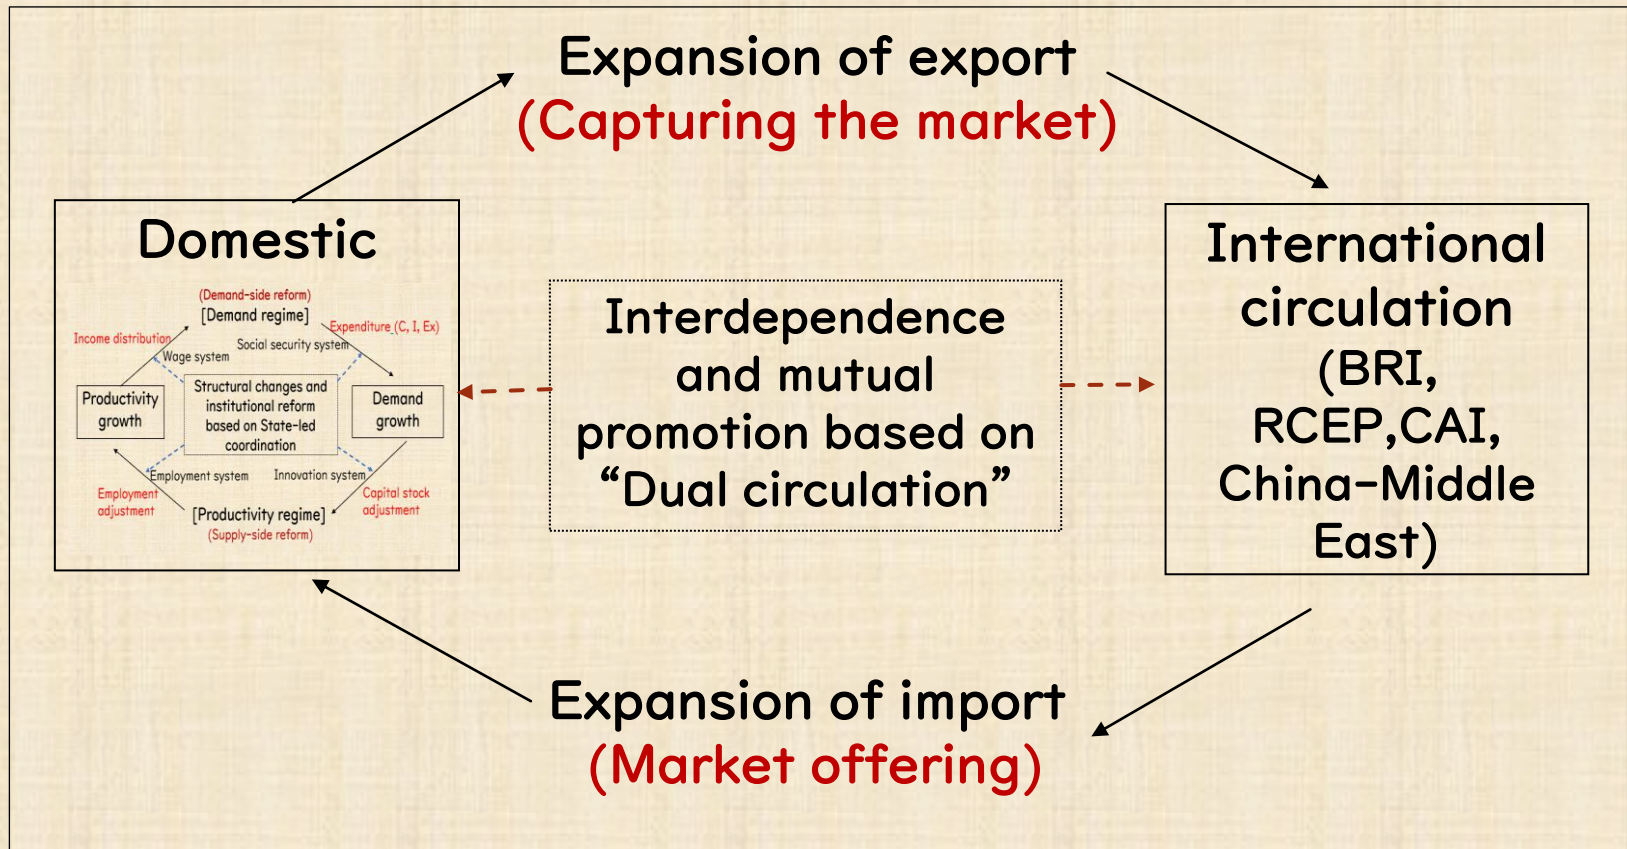 Expansion of export
(Capturing the market)
Domestic
(Demand-side reform)
[Demand regime]
Expenditure (C, I, Ex)
Income distribution
Social security system
Wage system
Structural changes and
institutional reform
based on State-led
coordination
Productivity
growth
Demand
growth
Employment system
Innovation system
Employment
adjustment
Capital stock
adjustment
[Productivity regime]
(Supply-side reform)
Interdependence
and mutual
promotion based on
“Dual circulation”
International
circulation
(BRI,
RCEP,CAI,
China-Middle
East)
Expansion of import
(Market offering)